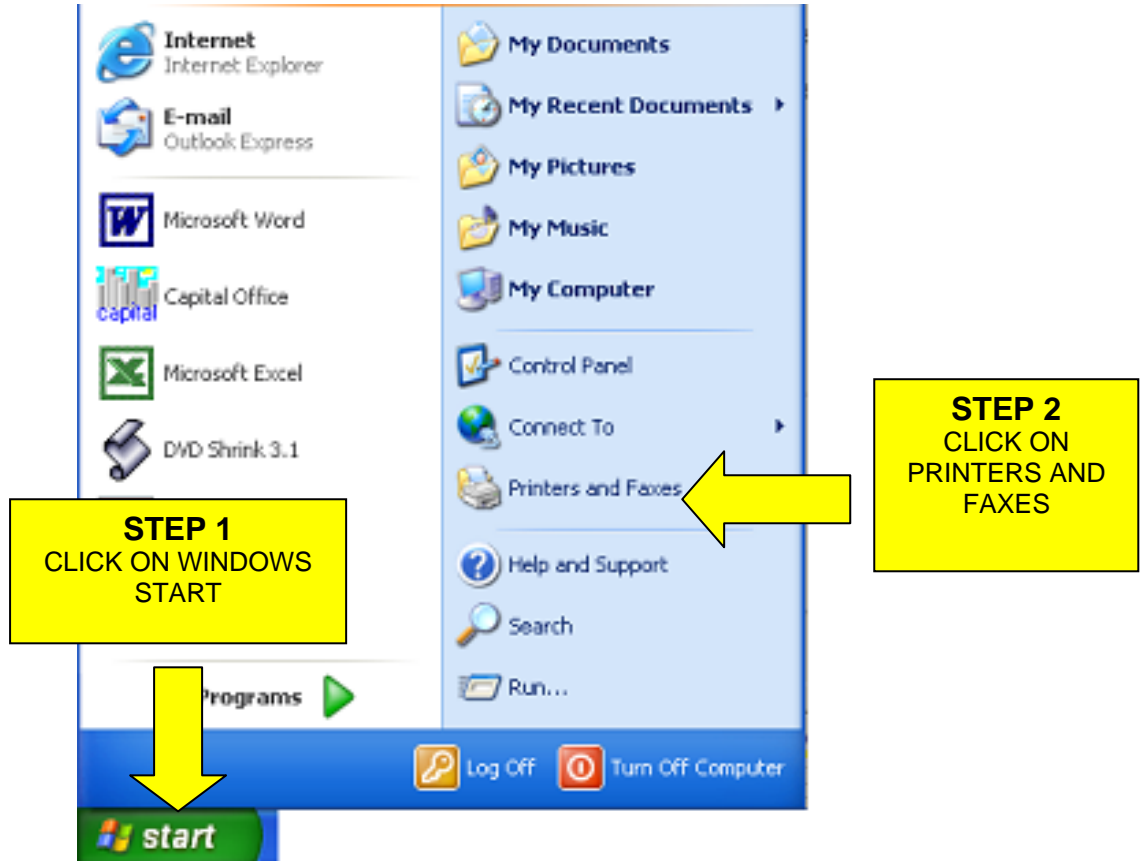 Internet
Internet Explorer
E-mail
Outlook Express
Microsoft Word
capital
Capital Office
Microsoft Excel
DVD Shrink 3.1
STEP 1
CLICK ON WINDOWS
START
Programs
My Documents
My Recent Documents
My Pictures
My Music
My Computer
Control Panel
Connect To
Printers and Faxes
Help and Support
Search
Run...
STEP 2
CLICK ON
PRINTERS AND
FAXES
Log Off
Turn Off Computer
start